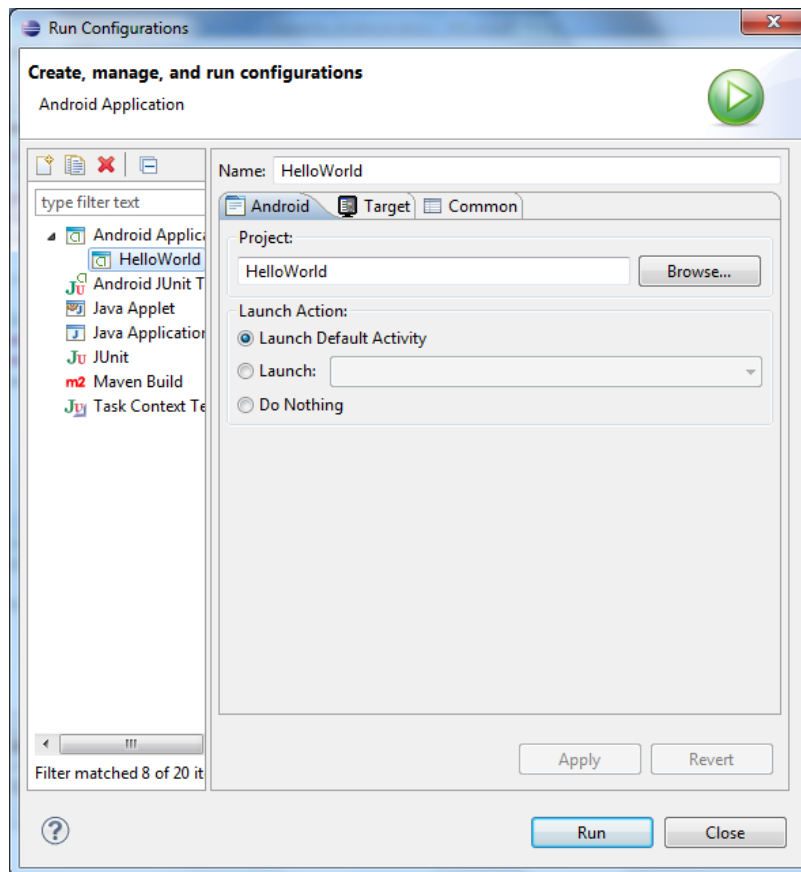 Run Configurations
Create, manage, and run configurations
Android Application
type filter text
Android Applica
HelloWorld
Android JUnit T
Java Applet
Java Application
JUnit
Maven Build
Task Context Te
Filter matched 8 of 20 it
Name: HelloWorld
Android Target Common
Project:
HelloWorld Browse...
Launch Action:
Launch Default Activity
Launch:
Do Nothing
Apply Revert
Run Close